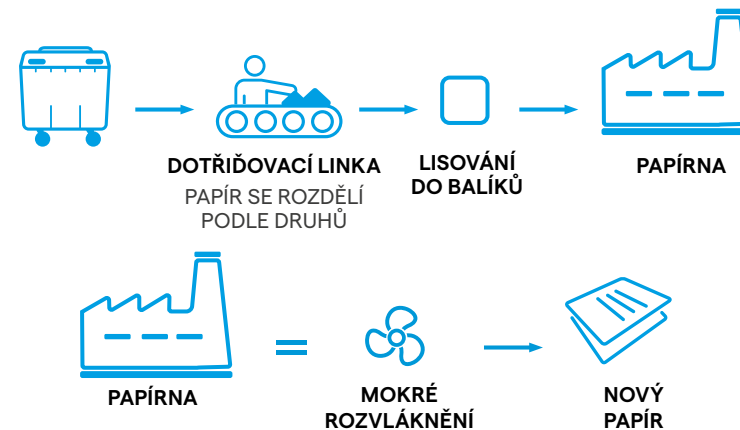 DOTŘIĎOVACÍ LINKA
PAPÍR SE ROZDĚLÍ
PODLE DRUHŮ
LISOVÁNÍ
DO BALÍKŮ
PAPÍRNA
PAPÍRNA
MOKRÉ
ROZVLÁKNĚNÍ
NOVÝ
PAPÍR